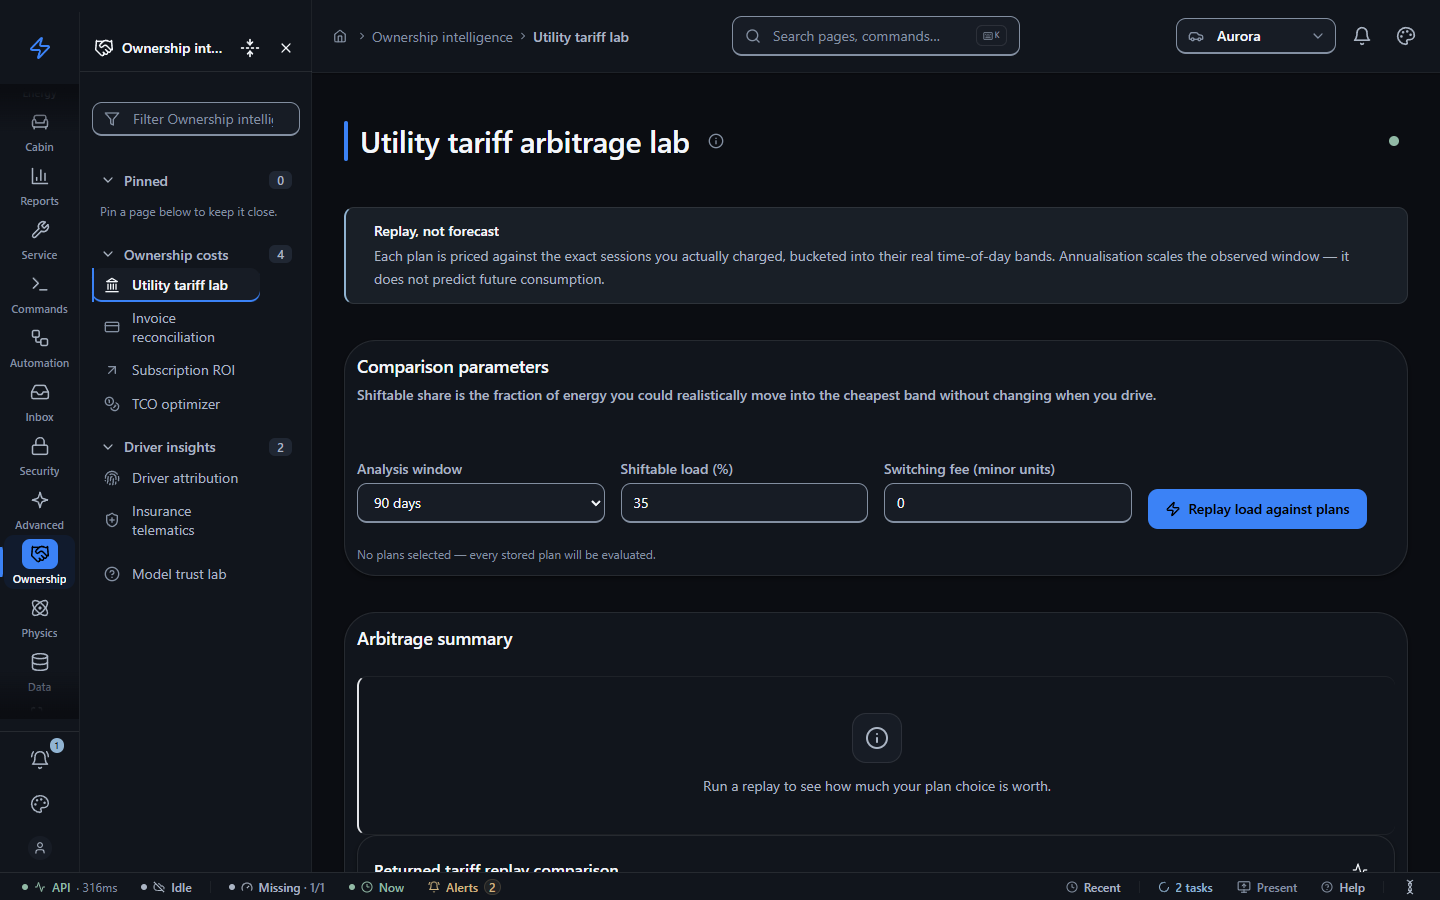 Ownership int...
Ownership intelligence
Utility tariff lab
Search pages, commands...
K
Aurora
Energy
Cabin
Reports
Service
Commands
Automation
Inbox
Security
Advanced
Ownership
Physics
Data
1
Filter Ownership intelli
Pinned
0
Pin a page below to keep it close.
Ownership costs
4
Utility tariff lab
Invoice
reconciliation
Subscription ROI
TCO optimizer
Driver insights
2
Driver attribution
Insurance
telematics
Model trust lab
Utility tariff arbitrage lab
Replay, not forecast
Each plan is priced against the exact sessions you actually charged, bucketed into their real time-of-day bands. Annualisation scales the observed window — it
does not predict future consumption.
Comparison parameters
Shiftable share is the fraction of energy you could realistically move into the cheapest band without changing when you drive.
Analysis window
Shiftable load (%)
Switching fee (minor units)
90 days
35
0
Replay load against plans
No plans selected — every stored plan will be evaluated.
Arbitrage summary
Run a replay to see how much your plan choice is worth.
Returned tariff replay comparison
API · 316ms
Idle
Missing · 1/1
Now
Alerts 2
Recent
2 tasks
Present
Help